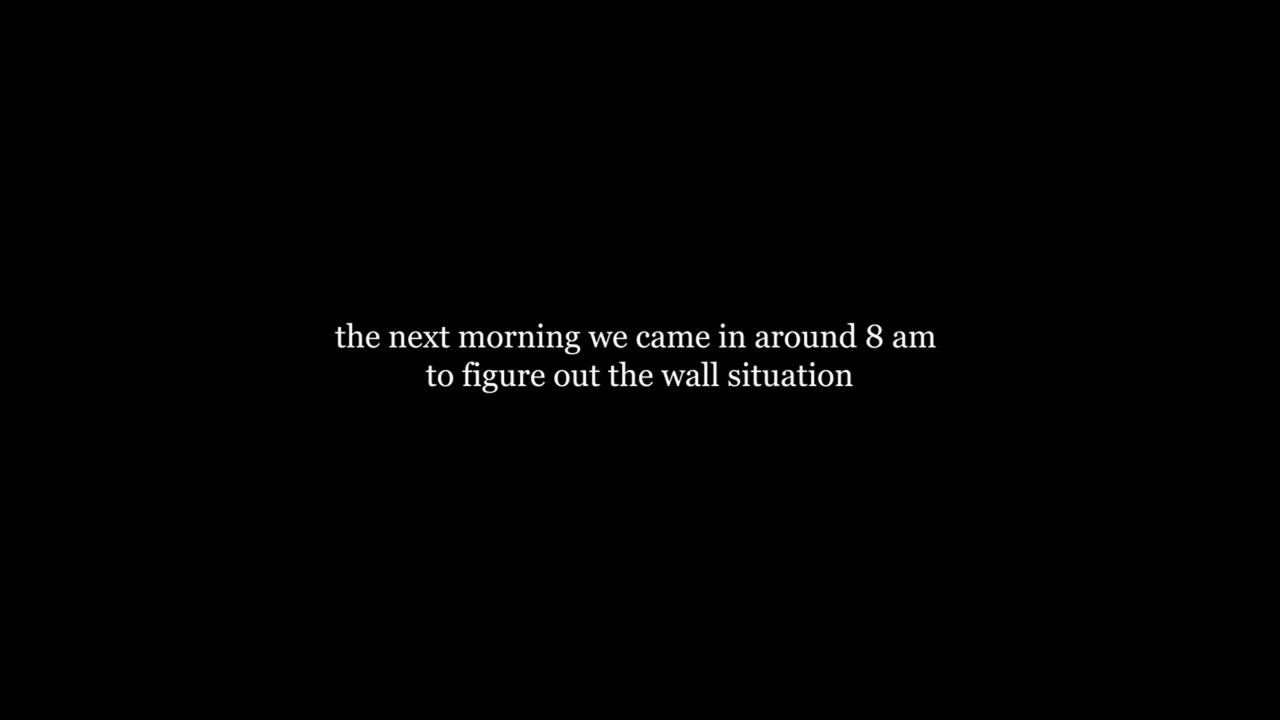 the next morning we came in around 8 am
to figure out the wall situation